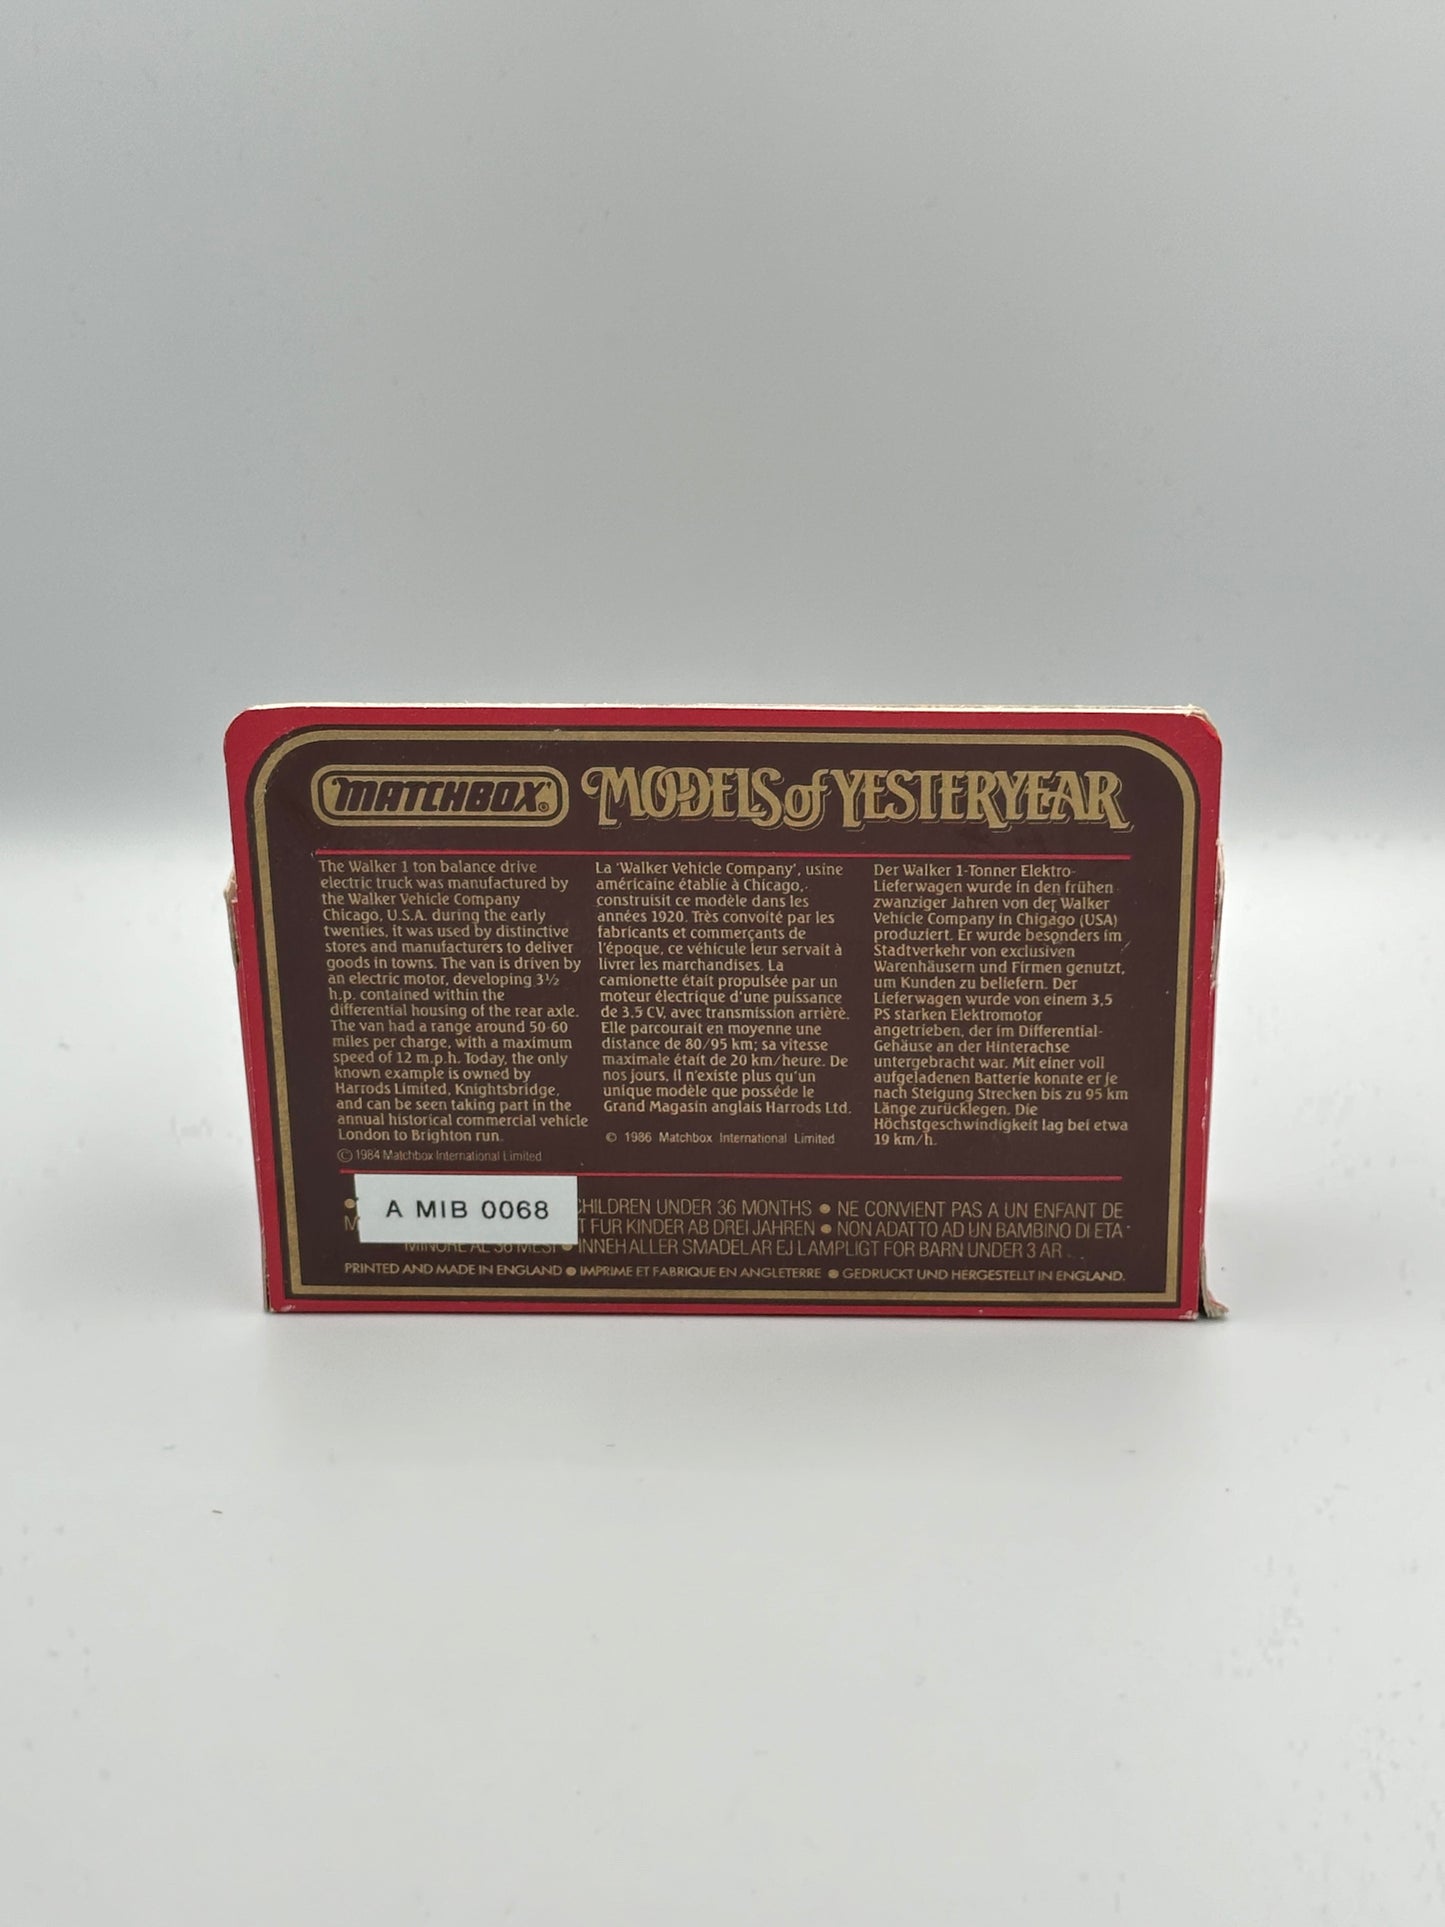 MATCHBOX®
MODELS of YESTERYEAR
The Walker 1 ton balance drive
electric truck was manufactured by
the Walker Vehicle Company
Chicago, U.S.A. during the early
twenties, it was used by distinctive
stores and manufacturers to deliver
goods in towns. The van is driven by
an electric motor, developing 3½
h.p. contained within the
differential housing of the rear axle.
The van had a range around 50-60
miles per charge, with a maximum
speed of 12 m.p.h. Today, the only
known example is owned by
Harrods Limited, Knightsbridge,
and can be seen taking part in the
annual historical commercial vehicle
London to Brighton run.
© 1984 Matchbox International Limited
La 'Walker Vehicle Company', usine
américaine établie à Chicago,
construisit ce modèle dans les
années 1920. Très convoité par les
fabricants et commerçants de
l'époque, ce véhicule leur servait à
livrer les marchandises. La
camionette était propulsée par un
moteur électrique d'une puissance
de 3,5 CV, avec transmission arrière.
Elle parcourait en moyenne une
distance de 80/95 km; sa vitesse
maximale était de 20 km/heure. De
nos jours, il n'existe plus qu'un
unique modèle que posséde le
Grand Magasin anglais Harrods Ltd.
© 1986 Matchbox International Limited
Der Walker 1-Tonner Elektro-
Lieferwagen wurde in den frühen
zwanziger Jahren von der Walker
Vehicle Company in Chigago (USA)
produziert. Er wurde besonders im
Stadtverkehr von exclusiven
Warenhäusern und Firmen genutzt,
um Kunden zu beliefern. Der
Lieferwagen wurde von einem 3,5
PS starken Elektromotor
angetrieben, der im Differential-
Gehäuse an der Hinterachse
untergebracht war. Mit einer voll
aufgeladenen Batterie konnte er je
nach Steigung Strecken bis zu 95 km
Länge zurücklegen. Die
Höchstgeschwindigkeit lag bei etwa
19 km/h.
A MIB 0068
CHILDREN UNDER 36 MONTHS ● NE CONVIENT PAS A UN ENFANT DE
FUR KINDER AB DREI JAHREN ● NON ADATTO AD UN BAMBINO DI ETA
MINORE AL 36 MESI ● INNEHALLER SMADELAR EJ LAMPLIGT FOR BARN UNDER 3 AR
PRINTED AND MADE IN ENGLAND ● IMPRIME ET FABRIQUE EN ANGLETERRE ● GEDRUCKT UND HERGESTELLT IN ENGLAND.